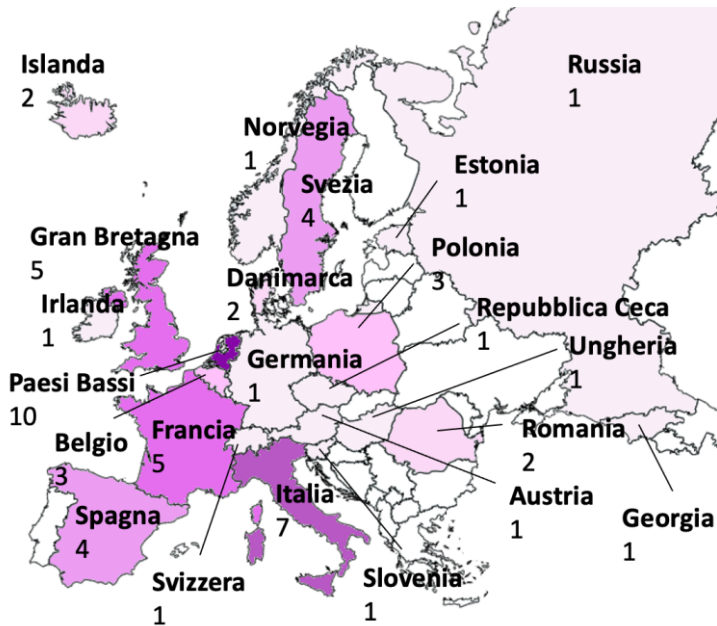 Islanda
2
Russia
1
Norvegia
1
Estonia
1
Svezia
4
Gran Bretagna
5
Polonia
3
Danimarca
2
Irlanda
1
Repubblica Ceca
1
Ungheria
1
Germania
1
Paesi Bassi
10
Belgio
3
Francia
5
Romania
2
Italia
7
Austria
1
Georgia
1
Spagna
4
Svizzera
1
Slovenia
1